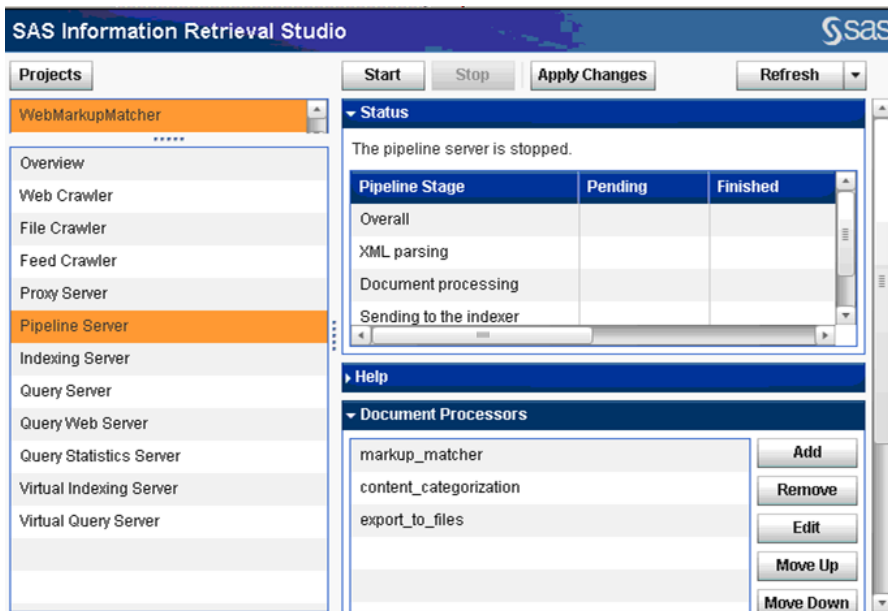 SAS Information Retrieval Studio
sas
Projects
Start Stop Apply Changes Refresh
WebMarkupMatcher
Overview
Web Crawler
File Crawler
Feed Crawler
Proxy Server
Pipeline Server
Indexing Server
Query Server
Query Web Server
Query Statistics Server
Virtual Indexing Server
Virtual Query Server
Status
The pipeline server is stopped.
Pipeline Stage Pending Finished
Overall
XML parsing
Document processing
Sending to the indexer
Help
Document Processors
markup_matcher
content_categorization
export_to_files
Add
Remove
Edit
Move Up
Move Down